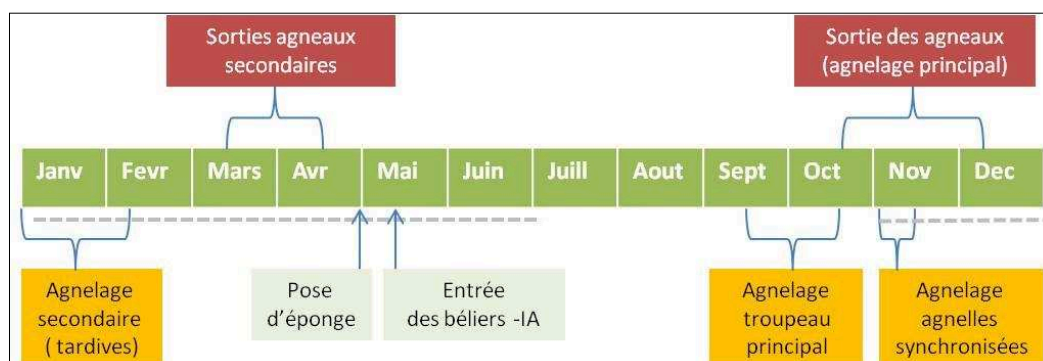 Sorties agneaux
secondaires
Sortie des agneaux
(agnelage principal)
Janv Fevr Mars Avr Mai Juin Juill Aout Sept Oct Nov Dec
Agnelage
secondaire
( tardives)
Pose
d'éponge
Entrée
des béliers -IA
Agnelage
troupeau
principal
Agnelage
agnelles
synchronisées